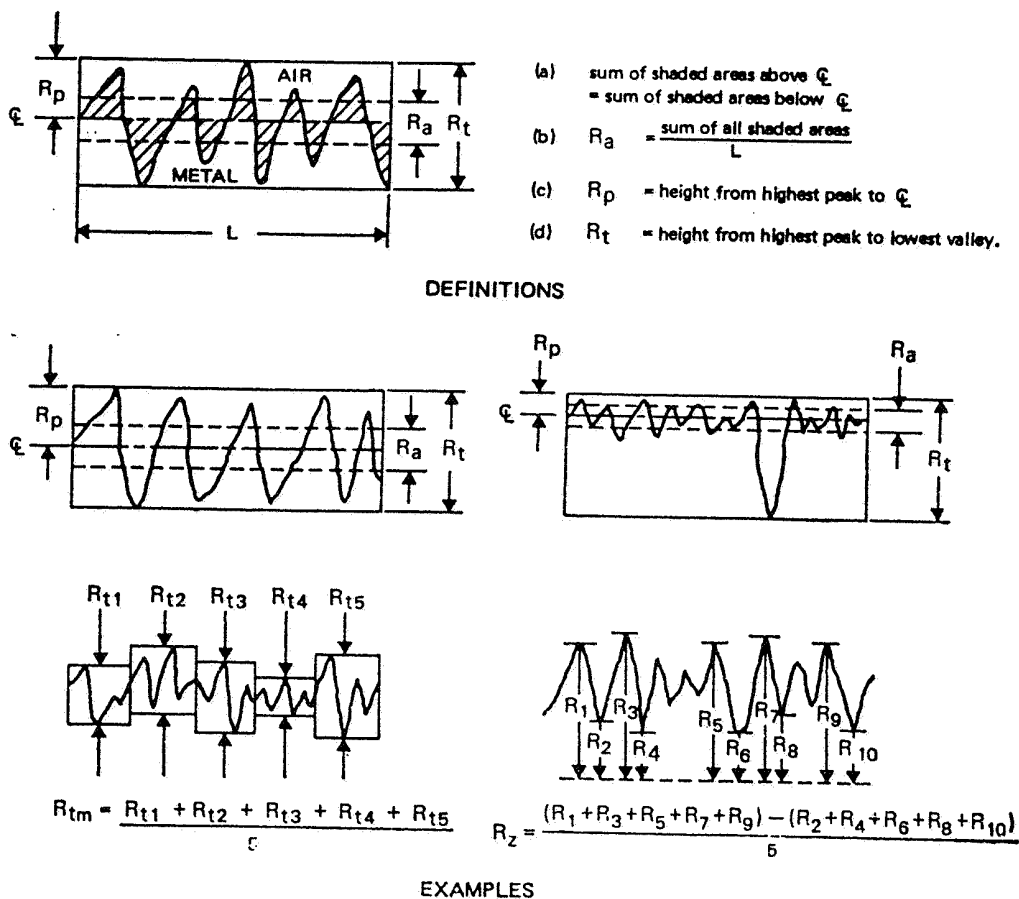 AIR
Rp
℄
Ra
Rt
METAL
L
(a) sum of shaded areas above ℄
= sum of shaded areas below ℄
(b) Ra = sum of all shaded areas
L
(c) Rp = height from highest peak to ℄
(d) Rt = height from highest peak to lowest valley.
DEFINITIONS
Rp
℄
Ra
Rt
Rp
℄
Ra
Rt
Rt1 Rt2 Rt3 Rt4 Rt5
Rtm = Rt1 + Rt2 + Rt3 + Rt4 + Rt5
R1 R3 R5 R7 R9
R2 R4 R6 R8 R10
Rz = (R1+R3+R5+R7+R9) − (R2+R4+R6+R8+R10)
5
EXAMPLES